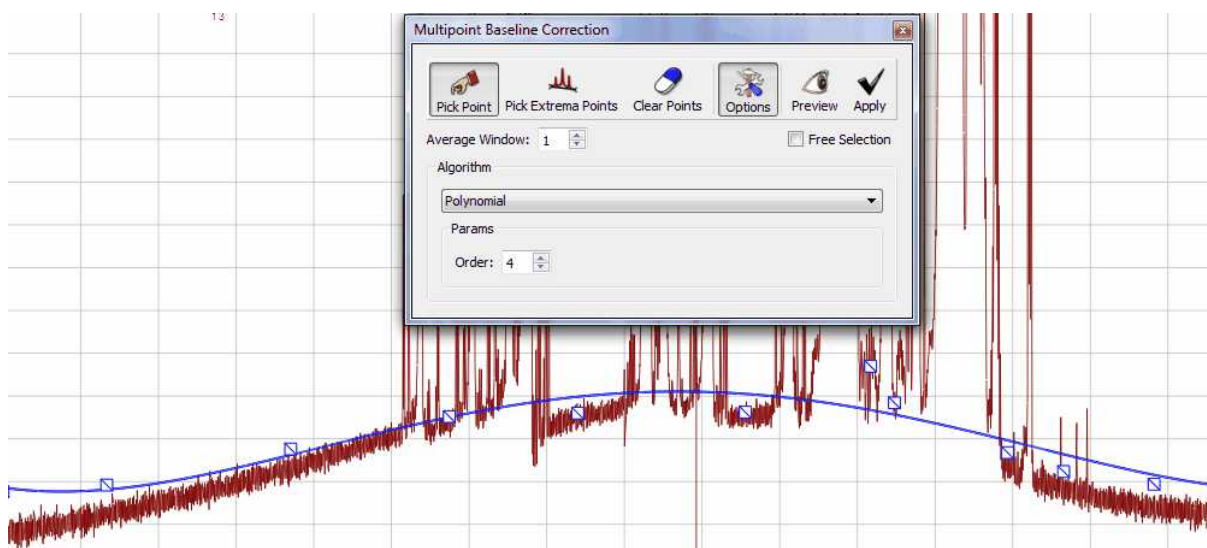 13
Multipoint Baseline Correction
Pick Point Pick Extrema Points Clear Points Options Preview Apply
Average Window: 1 Free Selection
Algorithm
Polynomial
Params
Order: 4